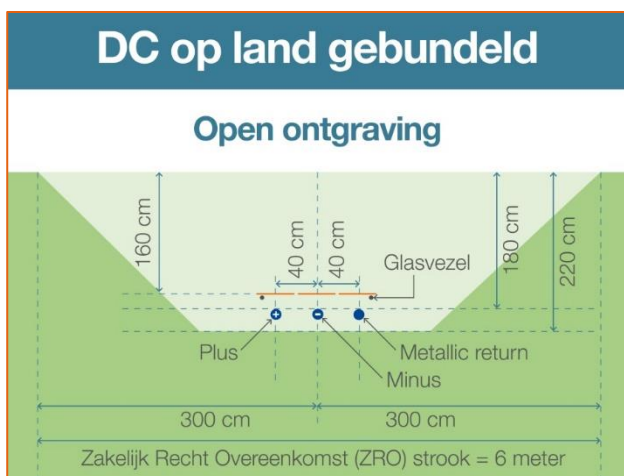 DC op land gebundeld
Open ontgraving
160 cm
40 cm
40 cm
Glasvezel
180 cm
220 cm
+
-
Plus
Metallic return
Minus
300 cm
300 cm
Zakelijk Recht Overeenkomst (ZRO) strook = 6 meter